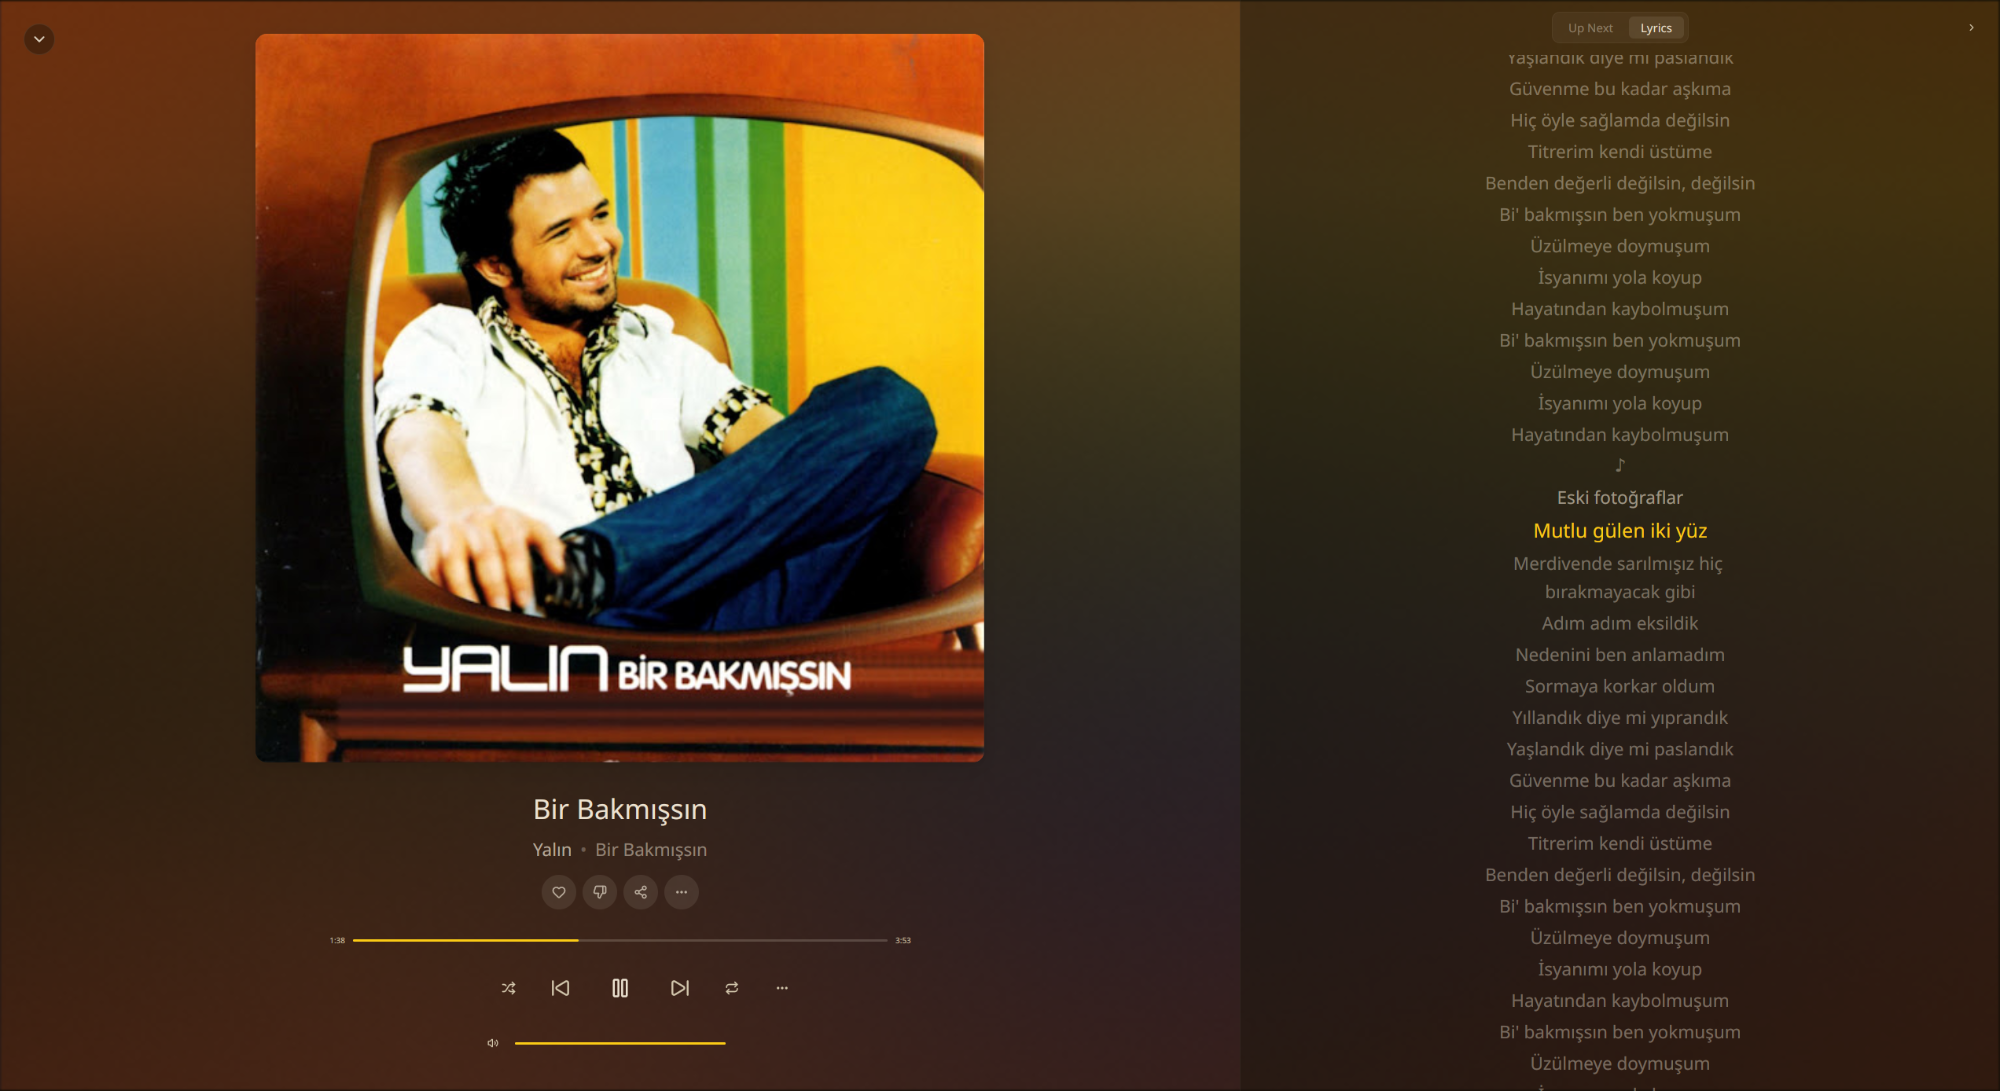 YALIN BİR BAKMIŞSIN
Bir Bakmışsın
Yalın • Bir Bakmışsın
1:38
3:53
Up Next
Lyrics
Yaşlandık diye mi paslandık
Güvenme bu kadar aşkıma
Hiç öyle sağlamda değilsin
Titrerim kendi üstüme
Benden değerli değilsin, değilsin
Bi' bakmışsın ben yokmuşum
Üzülmeye doymuşum
İsyanımı yola koyup
Hayatından kaybolmuşum
Bi' bakmışsın ben yokmuşum
Üzülmeye doymuşum
İsyanımı yola koyup
Hayatından kaybolmuşum
♪
Eski fotoğraflar
Mutlu gülen iki yüz
Merdivende sarılmışız hiç
bırakmayacak gibi
Adım adım eksildik
Nedenini ben anlamadım
Sormaya korkar oldum
Yıllandık diye mi yıprandık
Yaşlandık diye mi paslandık
Güvenme bu kadar aşkıma
Hiç öyle sağlamda değilsin
Titrerim kendi üstüme
Benden değerli değilsin, değilsin
Bi' bakmışsın ben yokmuşum
Üzülmeye doymuşum
İsyanımı yola koyup
Hayatından kaybolmuşum
Bi' bakmışsın ben yokmuşum
Üzülmeye doymuşum